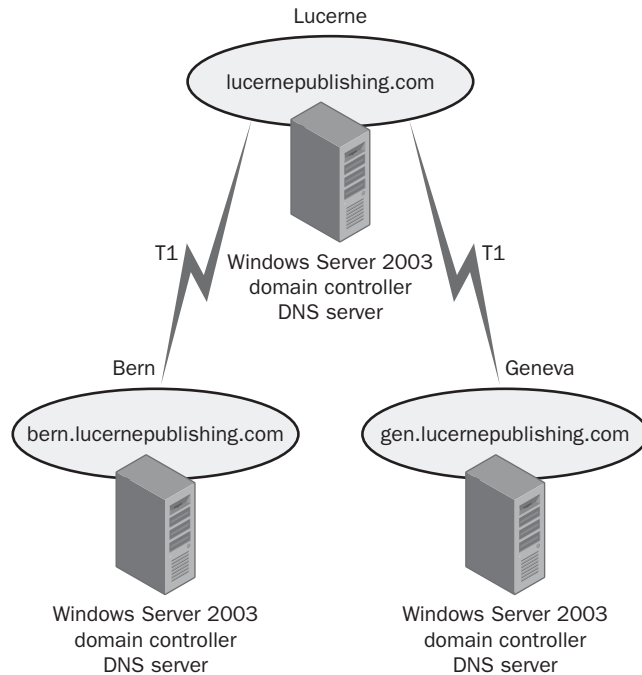 Lucerne
lucernepublishing.com
T1
T1
Windows Server 2003
domain controller
DNS server
Bern
Geneva
bern.lucernepublishing.com
gen.lucernepublishing.com
Windows Server 2003
domain controller
DNS server
Windows Server 2003
domain controller
DNS server